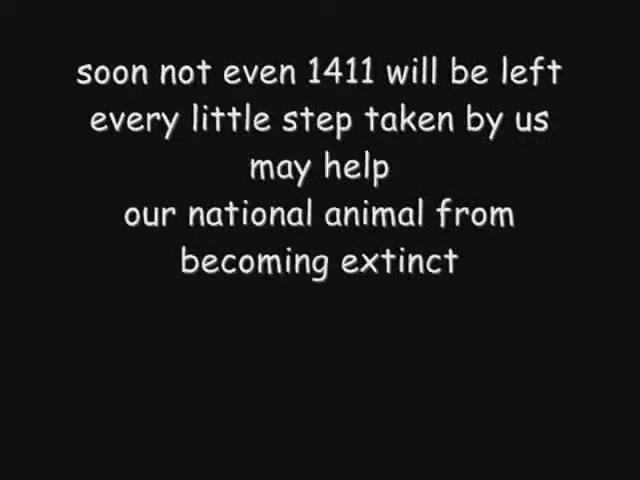 soon not even 1411 will be left
every little step taken by us
may help
our national animal from
becoming extinct